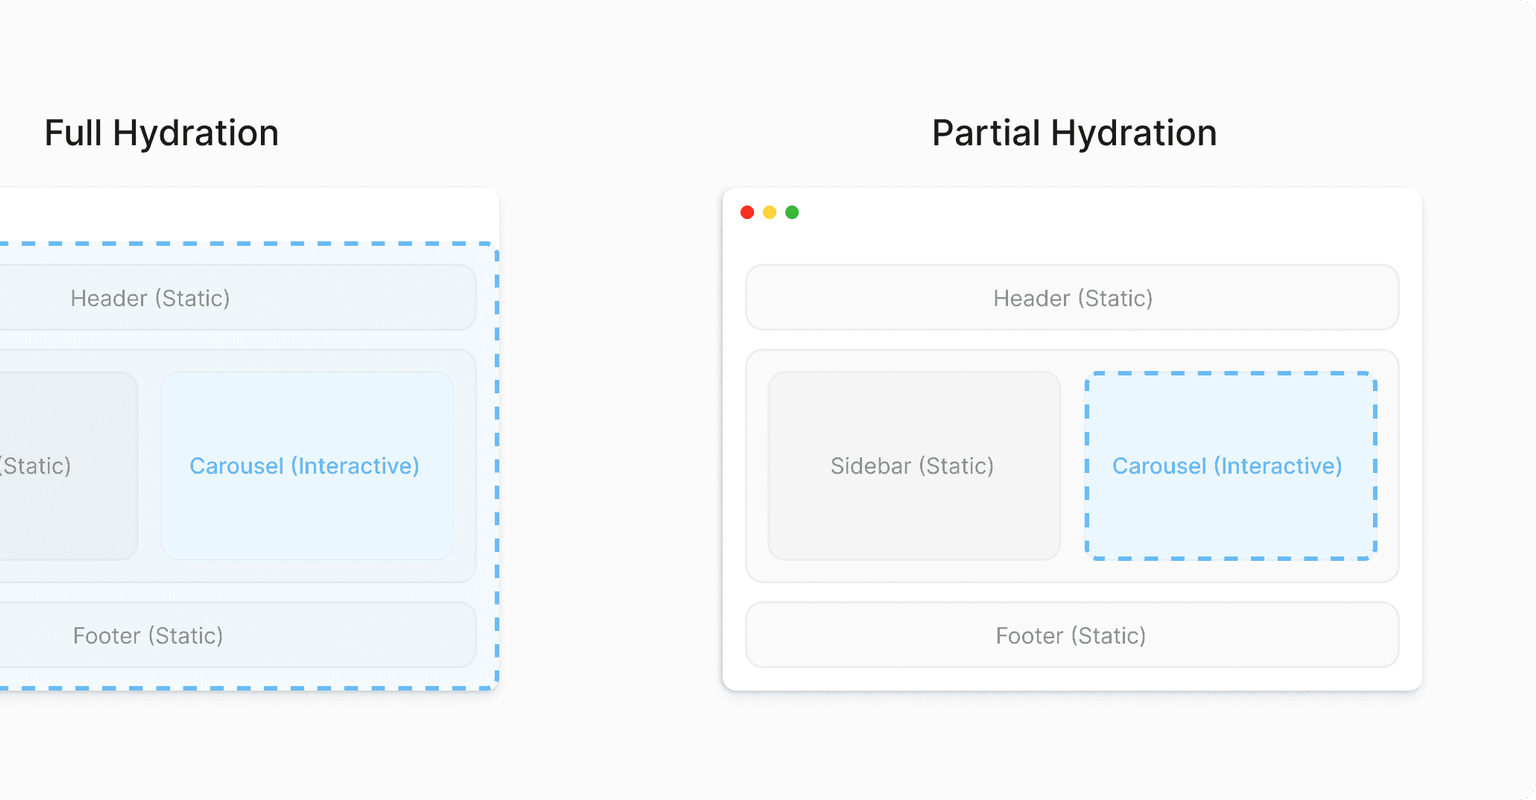 Full Hydration
Header (Static)
(Static)
Carousel (Interactive)
Footer (Static)
Partial Hydration
Header (Static)
Sidebar (Static)
Carousel (Interactive)
Footer (Static)